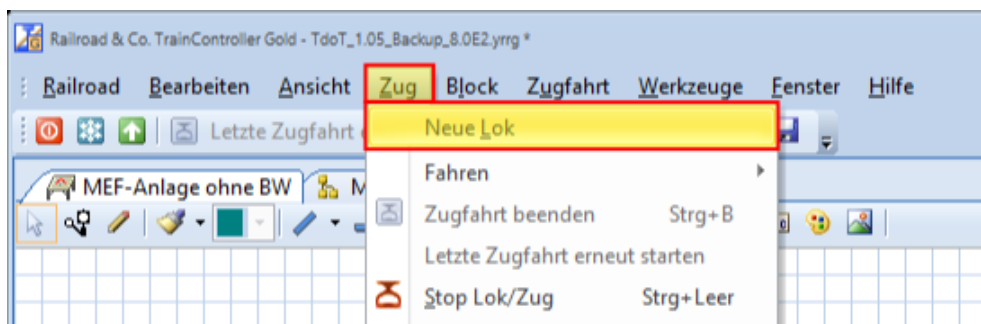 Railroad & Co. TrainController Gold - TdoT_1.05_Backup_8.0E2.yrrg *
Railroad Bearbeiten Ansicht Zug Block Zugfahrt Werkzeuge Fenster Hilfe
Letzte Zugfahrt
Neue Lok
MEF-Anlage ohne BW
Fahren
Zugfahrt beenden Strg+B
Letzte Zugfahrt erneut starten
Stop Lok/Zug Strg+Leer